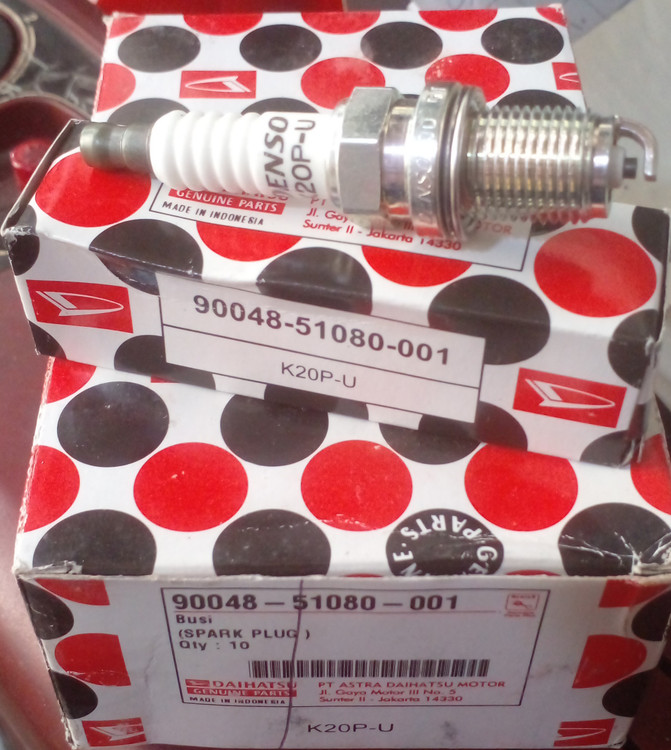 DENSO
K20P-U
GENUINE PARTS
MADE IN INDONESIA
PT
MOTOR
Jl. Gaya
Sunter II - Jakarta 14330
90048-51080-001
K20P-U
GENUINE PARTS
90048-51080-001
Busi
(SPARK PLUG)
Qty : 10
DAIHATSU
GENUINE PARTS
MADE IN INDONESIA
PT ASTRA DAIHATSU MOTOR
Jl. Gaya Motor III No. 5
Sunter II - Jakarta 14330
K20P-U